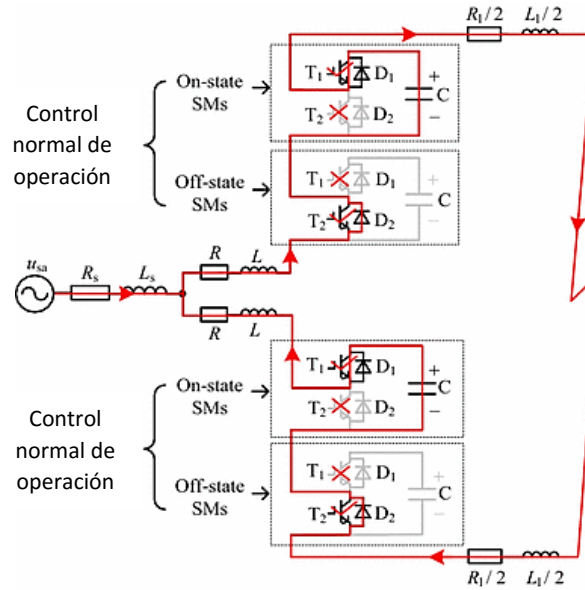 R₁/2 L₁/2
On-state
SMs
T₁ D₁ + C
T₂ D₂ −
Control
normal de
operación
Off-state
SMs
T₁ D₁ +
T₂ D₂ C −
uₛₐ
Rₛ Lₛ
R L
R L
On-state
SMs
T₁ D₁ + C
T₂ D₂ −
Control
normal de
operación
Off-state
SMs
T₁ D₁ + C
T₂ D₂ −
R₁/2 L₁/2